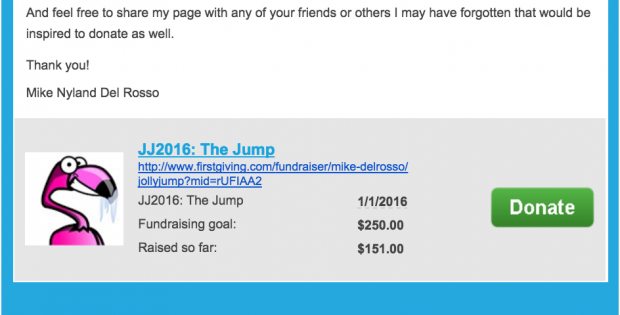 And feel free to share my page with any of your friends or others I may have forgotten that would be
inspired to donate as well.
Thank you!
Mike Nyland Del Rosso
JJ2016: The Jump
http://www.firstgiving.com/fundraiser/mike-delrosso/
jollyjump?mid=rUFIAA2
JJ2016: The Jump 1/1/2016
Fundraising goal: $250.00
Raised so far: $151.00
Donate